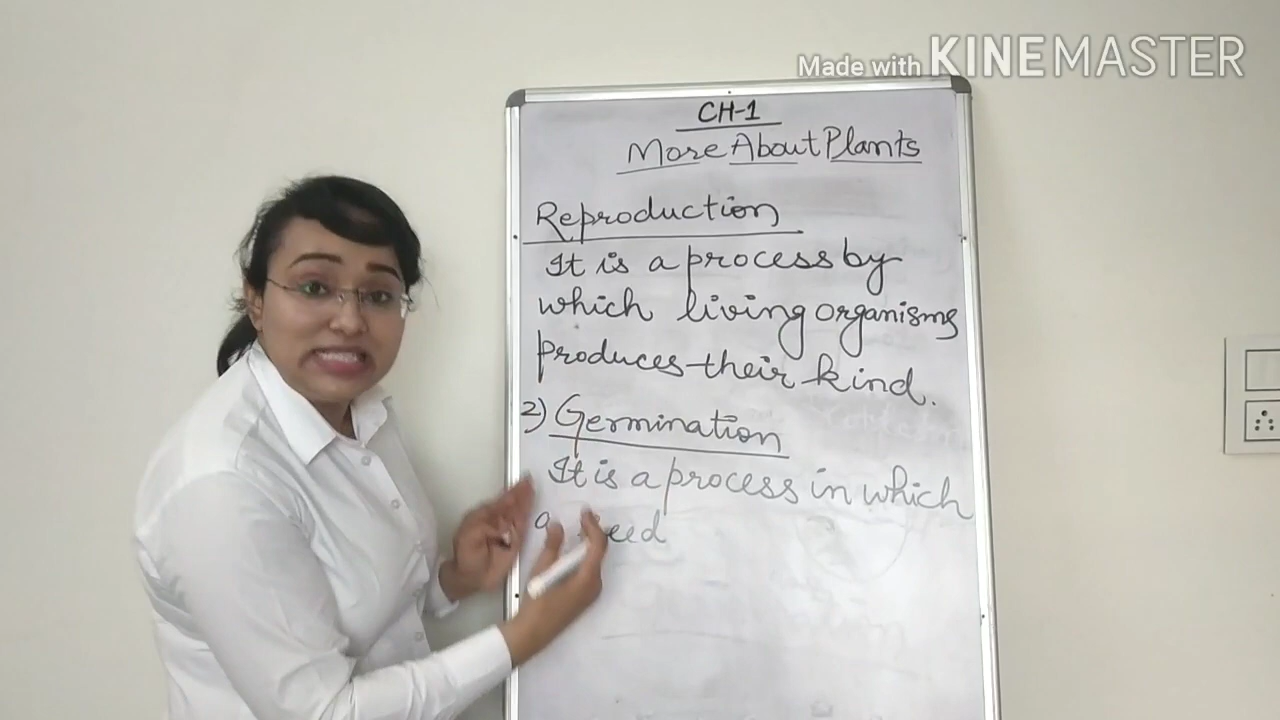 Made with KINEMASTER
CH-1
More About Plants
Reproduction
It is a process by
which living organisms
produces their kind.
2) Germination
It is a process in which
a seed